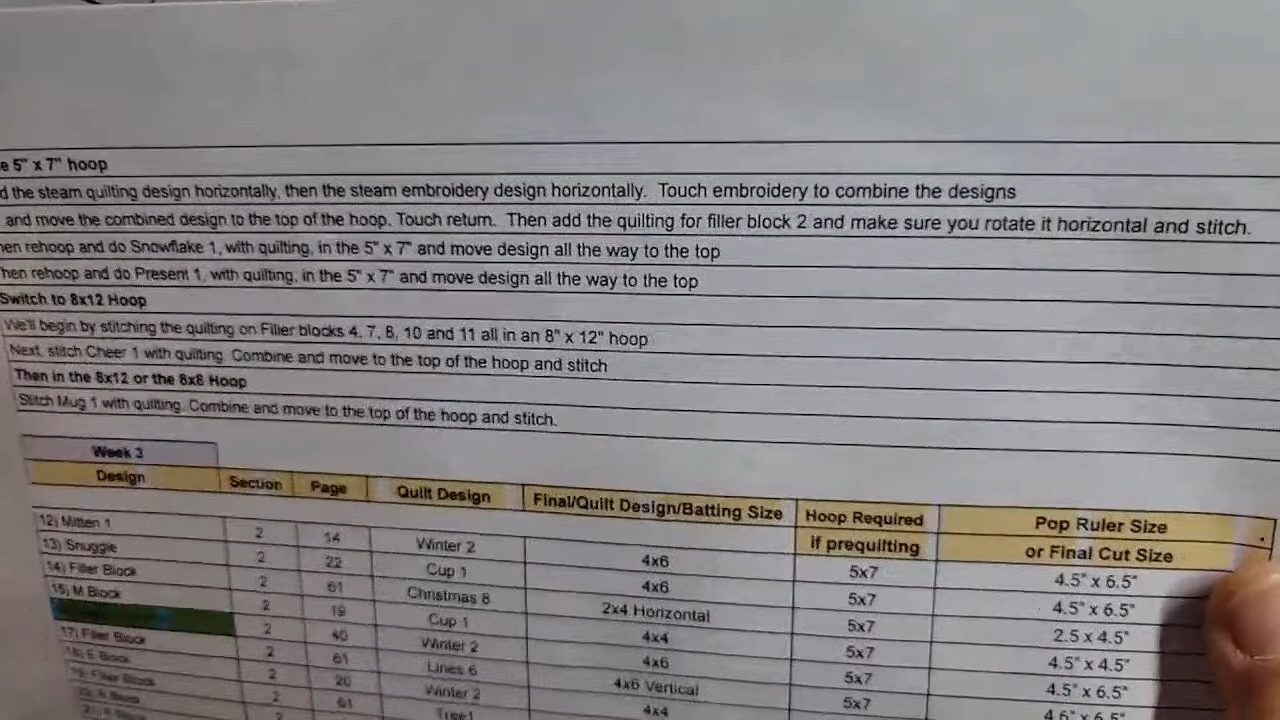 e 5" x 7" hoop
d the steam quilting design horizontally, then the steam embroidery design horizontally. Touch embroidery to combine the designs
and move the combined design to the top of the hoop. Touch return. Then add the quilting for filler block 2 and make sure you rotate it horizontal and stitch.
hen rehoop and do Snowflake 1, with quilting, in the 5" x 7" and move design all the way to the top
hen rehoop and do Present 1, with quilting, in the 5" x 7" and move design all the way to the top
Switch to 8x12 Hoop
We'll begin by stitching the quilting on Filler blocks 4, 7, 8, 10 and 11 all in an 8" x 12" hoop
Next, stitch Cheer 1 with quilting. Combine and move to the top of the hoop and stitch
Then in the 8x12 or the 8x8 Hoop
Stitch Mug 1 with quilting. Combine and move to the top of the hoop and stitch.
Week 3
Design Section Page Quilt Design Final/Quilt Design/Batting Size Hoop Required Pop Ruler Size
if prequilting or Final Cut Size
12) Mitten 1 2 14 Winter 2 4x6 5x7 4.5" x 6.5"
13) Snuggie 2 22 Cup 1 4x6 5x7 4.5" x 6.5"
14) Filler Block 2 61 Christmas 8 2x4 Horizontal 5x7 2.5 x 4.5"
15) M Block 2 19 Cup 1 4x4 5x7 4.5" x 4.5"
2 40 Winter 2 4x6 5x7 4.5" x 6.5"
17) Filler Block 2 61 Lines 6 4x6 Vertical 5x7
18) E Block 2 20 Winter 2 4x4
19) Filler Block 2 61 Tree1